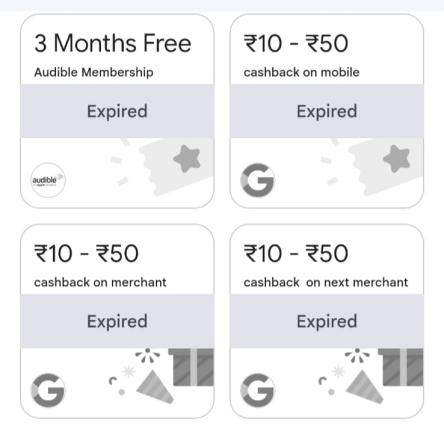 3 Months Free
Audible Membership
Expired
audible
₹10 - ₹50
cashback on mobile
Expired
G
₹10 - ₹50
cashback on merchant
Expired
G
₹10 - ₹50
cashback on next merchant
Expired
G